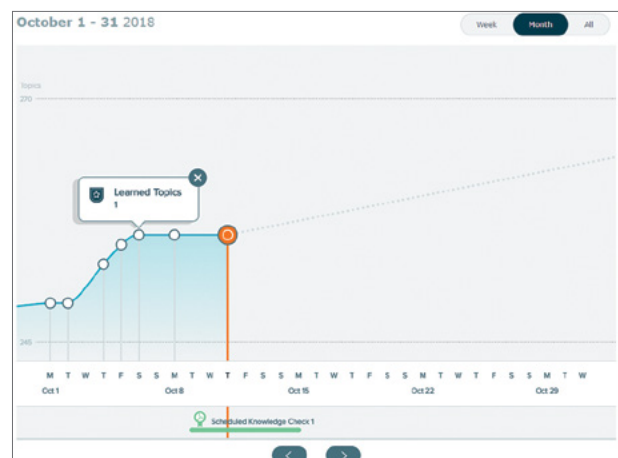 October 1 - 31 2018
Week Month All
Topics
270
Learned Topics
1
245
M T W T F S S M T W T F S S M T W T F S S M T W T F S S M T W
Oct 1 Oct 8 Oct 15 Oct 22 Oct 29
Scheduled Knowledge Check 1